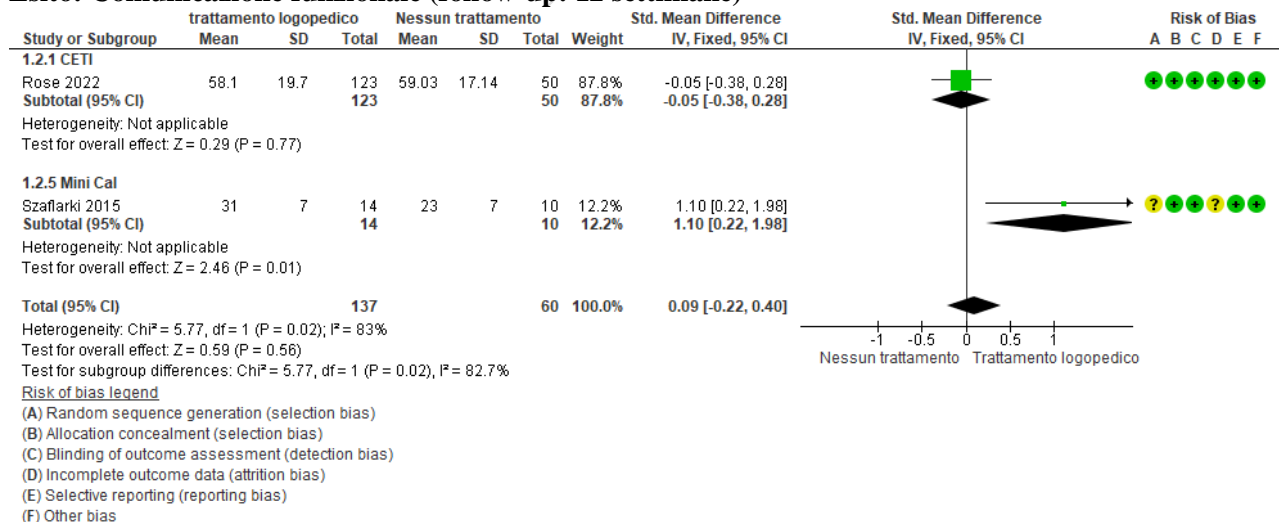 Esito: Comunicazione funzionale (follow-up: 12 settimane)
trattamento logopedico Nessun trattamento Std. Mean Difference Std. Mean Difference Risk of Bias
Study or Subgroup Mean SD Total Mean SD Total Weight IV, Fixed, 95% CI IV, Fixed, 95% CI A B C D E F
1.2.1 CETI
Rose 2022 58.1 19.7 123 59.03 17.14 50 87.8% -0.05 [-0.38, 0.28] + + + + + +
Subtotal (95% CI) 123 50 87.8% -0.05 [-0.38, 0.28]
Heterogeneity: Not applicable
Test for overall effect: Z = 0.29 (P = 0.77)
1.2.5 Mini Cal
Szaflarki 2015 31 7 14 23 7 10 12.2% 1.10 [0.22, 1.98] ? + + ? + +
Subtotal (95% CI) 14 10 12.2% 1.10 [0.22, 1.98]
Heterogeneity: Not applicable
Test for overall effect: Z = 2.46 (P = 0.01)
Total (95% CI) 137 60 100.0% 0.09 [-0.22, 0.40]
Heterogeneity: Chi² = 5.77, df = 1 (P = 0.02); I² = 83%
Test for overall effect: Z = 0.59 (P = 0.56)
Test for subgroup differences: Chi² = 5.77, df = 1 (P = 0.02), I² = 82.7%
-1 -0.5 0 0.5 1
Nessun trattamento Trattamento logopedico
Risk of bias legend
(A) Random sequence generation (selection bias)
(B) Allocation concealment (selection bias)
(C) Blinding of outcome assessment (detection bias)
(D) Incomplete outcome data (attrition bias)
(E) Selective reporting (reporting bias)
(F) Other bias